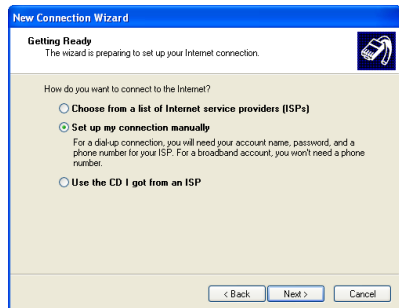 New Connection Wizard
Getting Ready
The wizard is preparing to set up your Internet connection.
How do you want to connect to the Internet?
Choose from a list of Internet service providers (ISPs)
Set up my connection manually
For a dial-up connection, you will need your account name, password, and a
phone number for your ISP. For a broadband account, you won't need a phone
number.
Use the CD I got from an ISP
< Back
Next >
Cancel